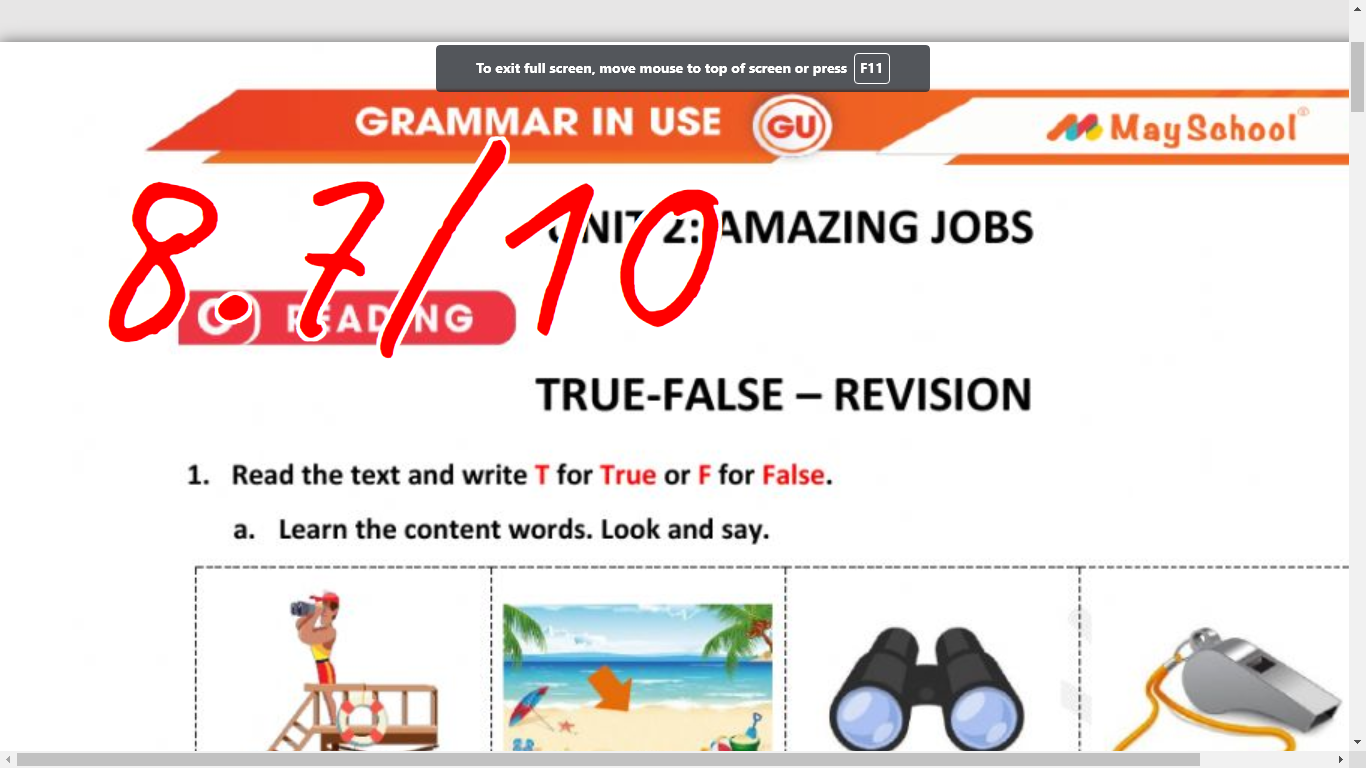 To exit full screen, move mouse to top of screen or press F11
GRAMMAR IN USE GU MaySchool®
8.7/10
UNIT 2: AMAZING JOBS
READING
TRUE-FALSE – REVISION
1. Read the text and write T for True or F for False.
a. Learn the content words. Look and say.